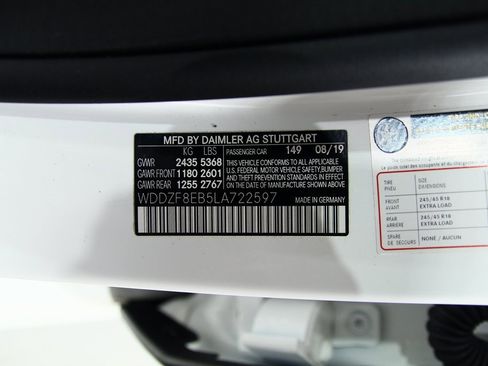 MFD BY DAIMLER AG STUTTGART
KG LBS PASSENGER CAR 149 08/19
GVWR 2435 5368 THIS VEHICLE CONFORMS TO ALL APPLICABLE
GAWR FRONT 1180 2601 U.S. FEDERAL MOTOR VEHICLE SAFETY, BUMPER,
GAWR REAR 1255 2767 AND THEFT PREVENTION STANDARDS IN EFFECT
ON THE DATE OF MANUFACTURE SHOWN ABOVE.
WDDZF8EB5LA722597 MADE IN GERMANY
The combined
TIRE SIZE
PNEU DIMENSIONS
FRONT 245/45 R18
AVANT EXTRA LOAD
REAR 245/45 R18
ARRIÈRE EXTRA LOAD
SPARE NONE / AUCUN
DE SECOURS